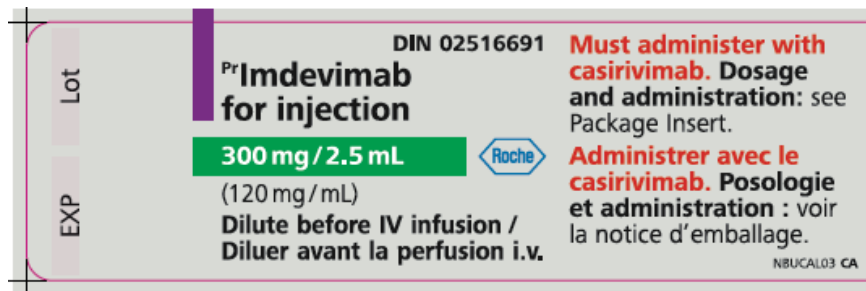 Lot
EXP
DIN 02516691
PrImdevimab
for injection
300 mg / 2.5 mL
Roche
(120 mg / mL)
Dilute before IV infusion /
Diluer avant la perfusion i.v.
Must administer with
casirivimab. Dosage
and administration: see
Package Insert.
Administrer avec le
casirivimab. Posologie
et administration : voir
la notice d'emballage.
NBUCAL03 CA